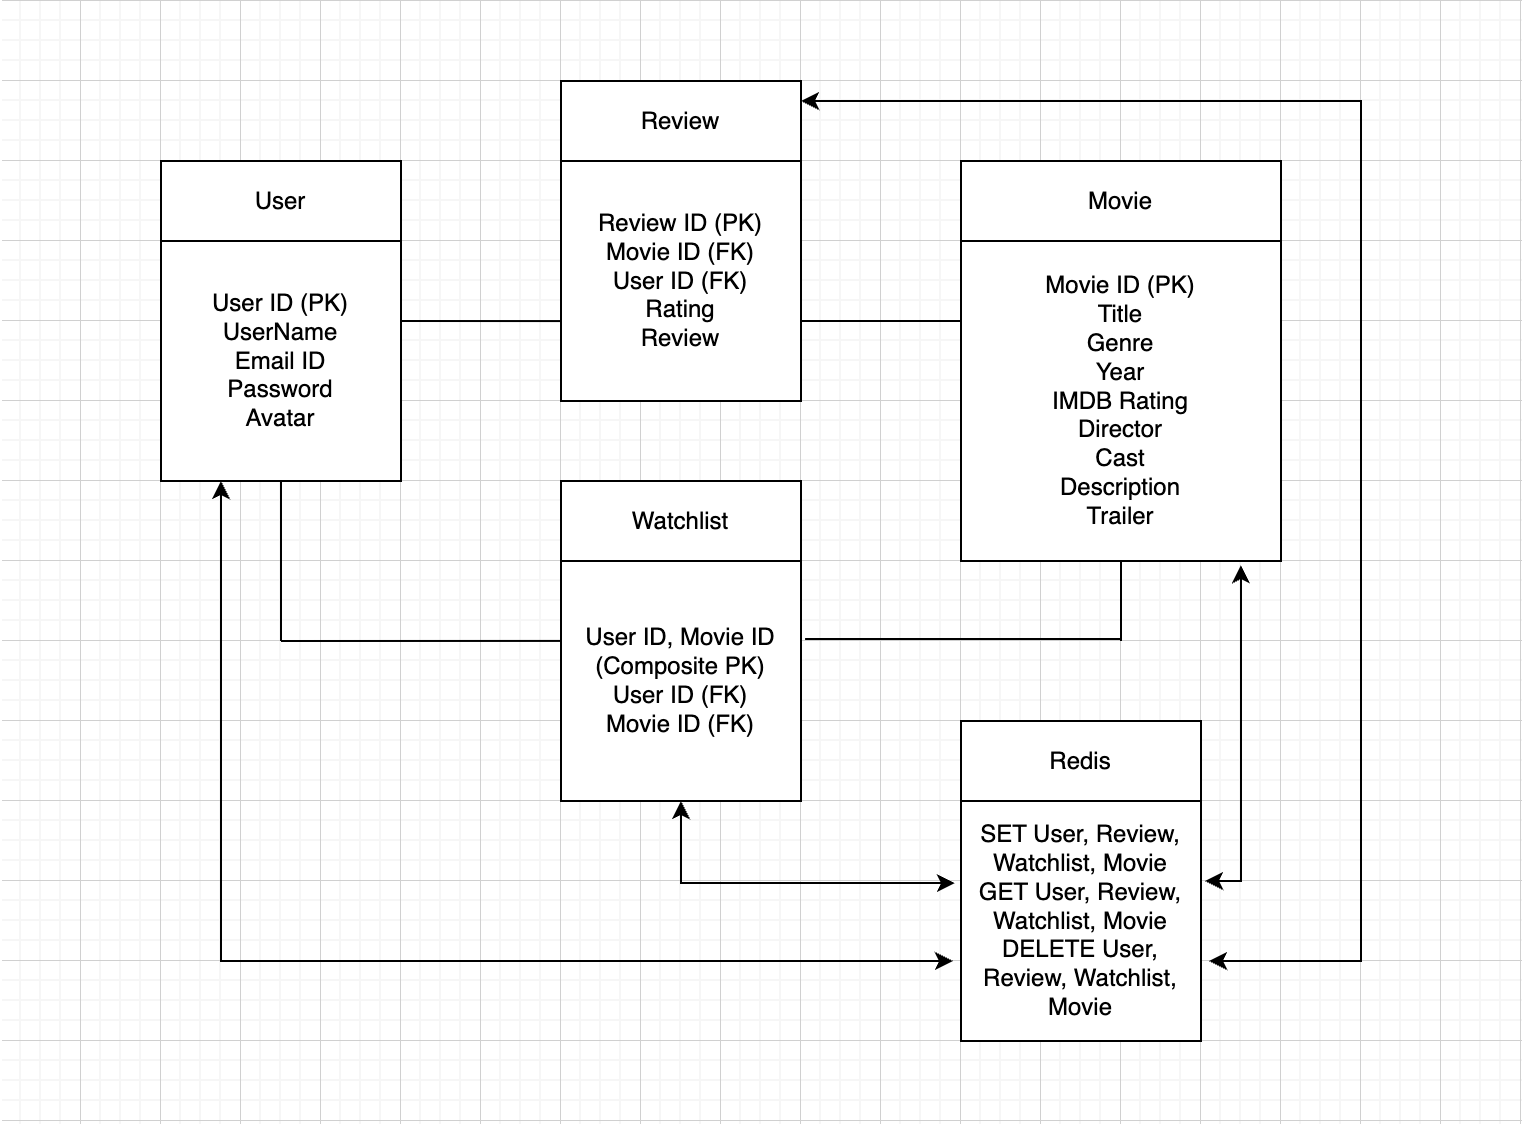 Review
Review ID (PK)
Movie ID (FK)
User ID (FK)
Rating
Review
User
User ID (PK)
UserName
Email ID
Password
Avatar
Movie
Movie ID (PK)
Title
Genre
Year
IMDB Rating
Director
Cast
Description
Trailer
Watchlist
User ID, Movie ID
(Composite PK)
User ID (FK)
Movie ID (FK)
Redis
SET User, Review,
Watchlist, Movie
GET User, Review,
Watchlist, Movie
DELETE User,
Review, Watchlist,
Movie